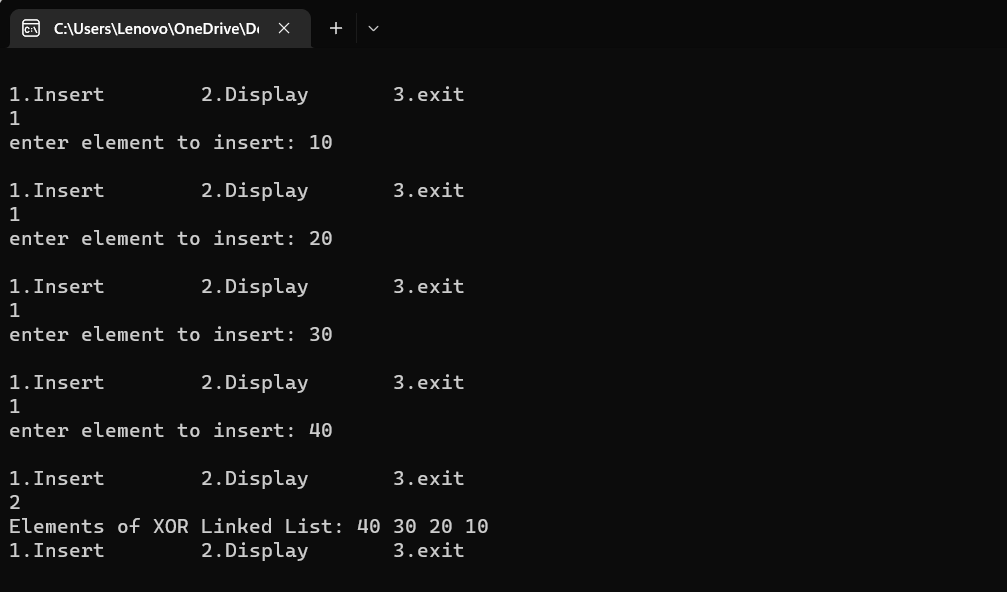 C:\Users\Lenovo\OneDrive\D
1.Insert        2.Display       3.exit
1
enter element to insert: 10
1.Insert        2.Display       3.exit
1
enter element to insert: 20
1.Insert        2.Display       3.exit
1
enter element to insert: 30
1.Insert        2.Display       3.exit
1
enter element to insert: 40
1.Insert        2.Display       3.exit
2
Elements of XOR Linked List: 40 30 20 10
1.Insert        2.Display       3.exit